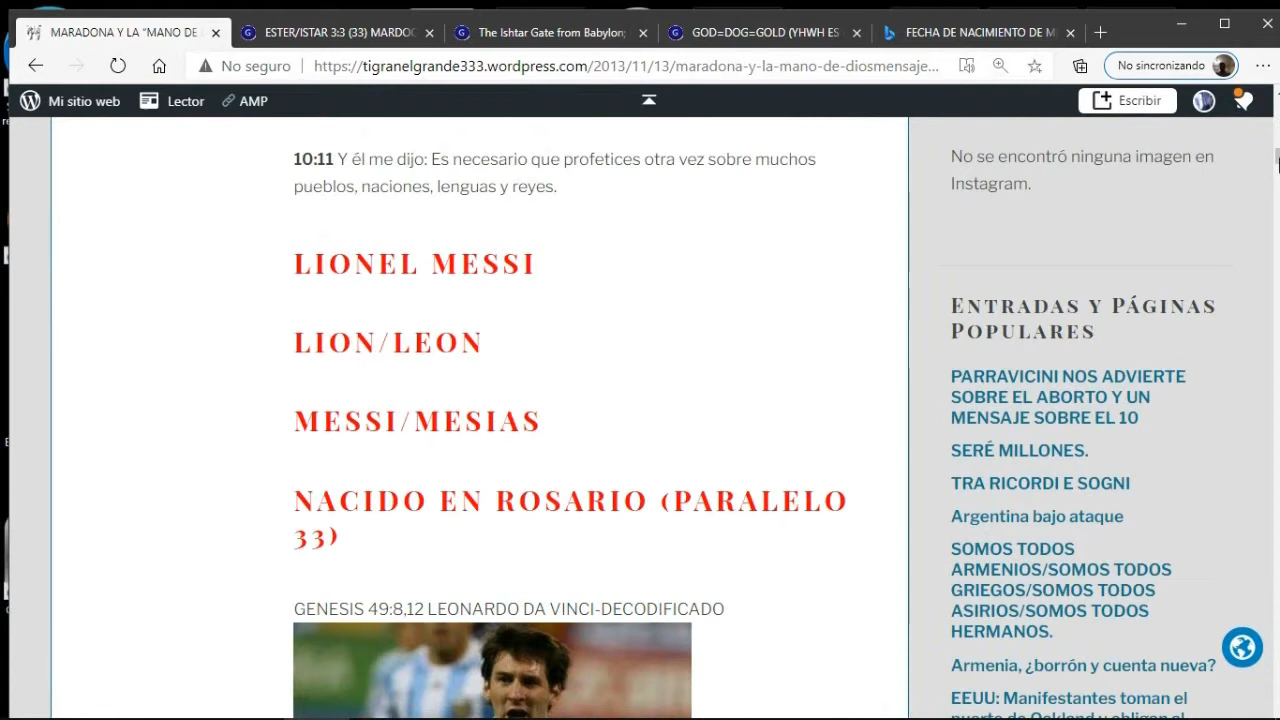 MARADONA Y LA "MANO DE
ESTER/ISTAR 3:3 (33) MARDOC
The Ishtar Gate from Babylon;
GOD=DOG=GOLD (YHWH ES
FECHA DE NACIMIENTO DE M
No seguro
https://tigranelgrande333.wordpress.com/2013/11/13/maradona-y-la-mano-de-diosmensaje...
No sincronizando
Mi sitio web
Lector
AMP
Escribir
10:11 Y él me dijo: Es necesario que profetices otra vez sobre muchos
pueblos, naciones, lenguas y reyes.
LIONEL MESSI
LION/LEON
MESSI/MESIAS
NACIDO EN ROSARIO (PARALELO
33)
GENESIS 49:8,12 LEONARDO DA VINCI-DECODIFICADO
No se encontró ninguna imagen en
Instagram.
Entradas y Páginas
Populares
PARRAVICINI NOS ADVIERTE
SOBRE EL ABORTO Y UN
MENSAJE SOBRE EL 10
SERÉ MILLONES.
TRA RICORDI E SOGNI
Argentina bajo ataque
SOMOS TODOS
ARMENIOS/SOMOS TODOS
GRIEGOS/SOMOS TODOS
ASIRIOS/SOMOS TODOS
HERMANOS.
Armenia, ¿borrón y cuenta nueva?
EEUU: Manifestantes toman el
puerto de Oakland y obligan al